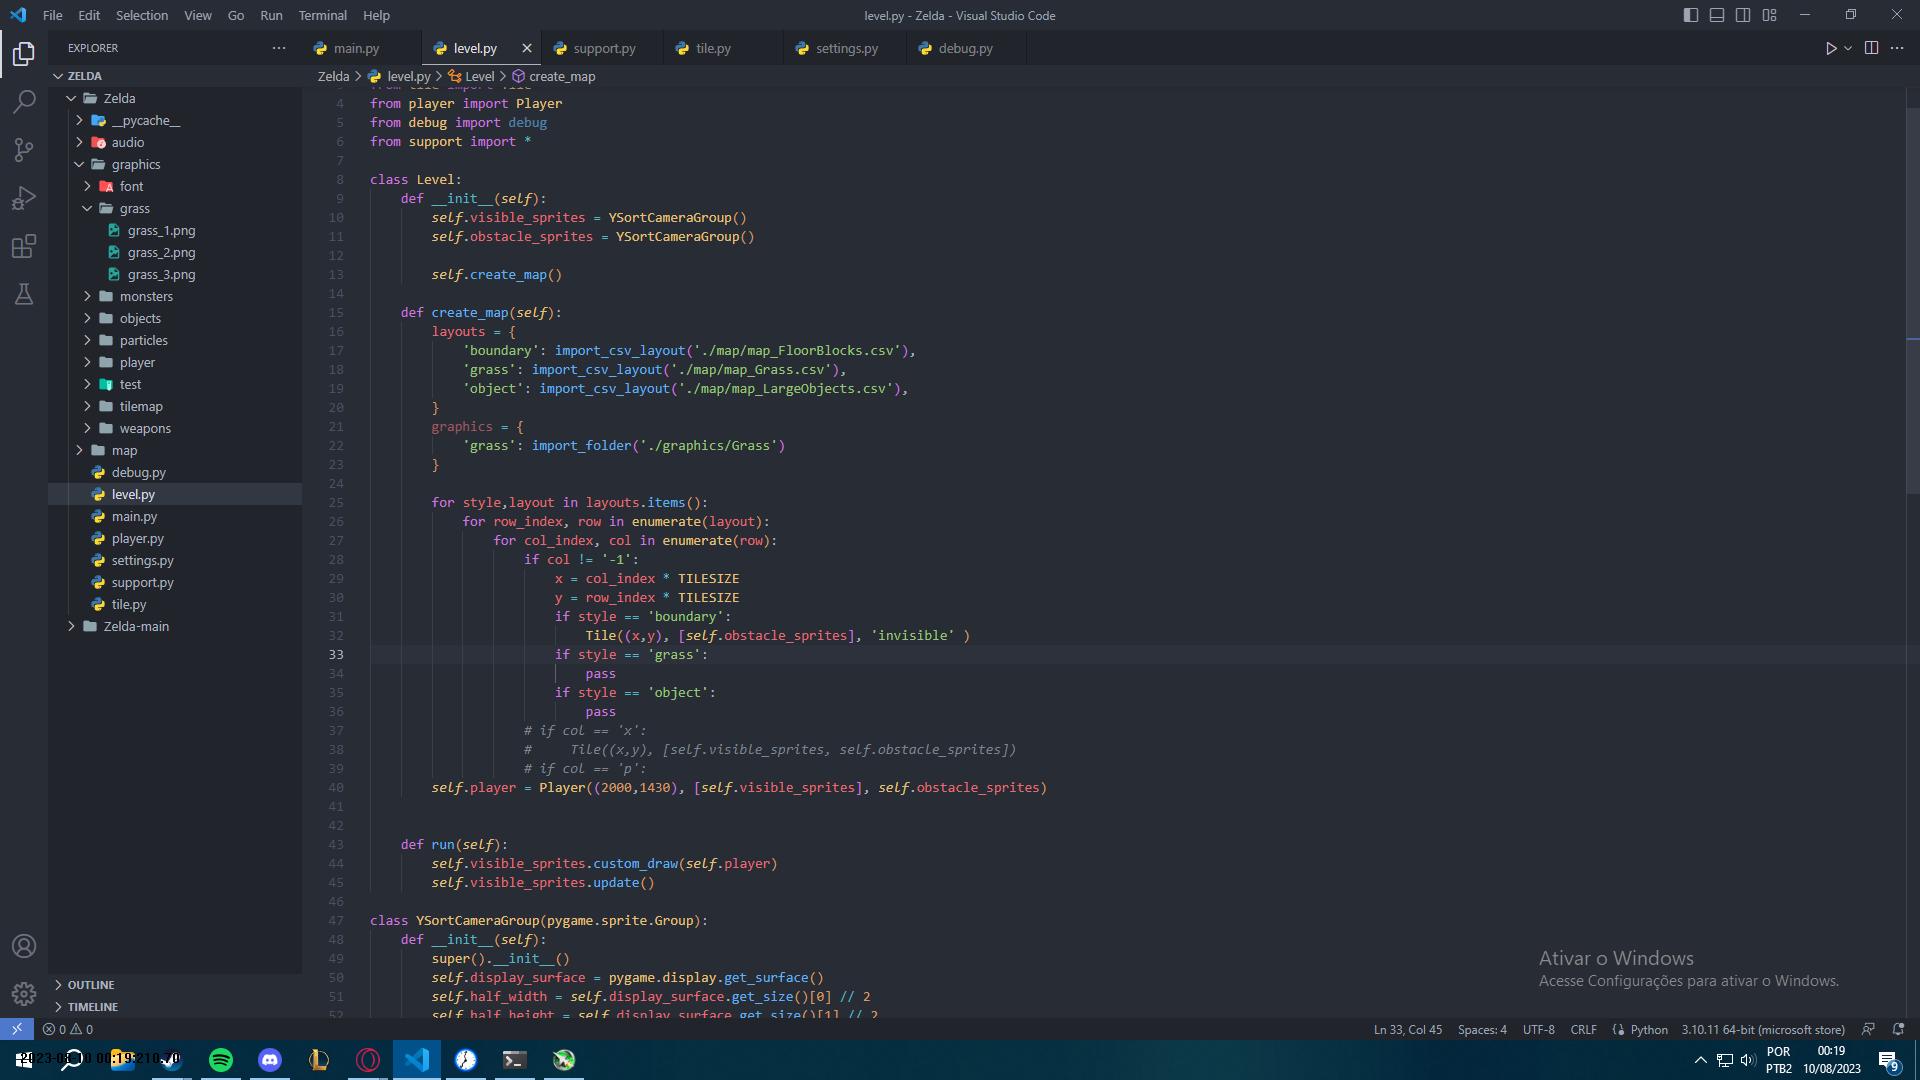 File Edit Selection View Go Run Terminal Help
level.py - Zelda - Visual Studio Code
EXPLORER
ZELDA
Zelda
__pycache__
audio
graphics
font
grass
grass_1.png
grass_2.png
grass_3.png
monsters
objects
particles
player
test
tilemap
weapons
map
debug.py
level.py
main.py
player.py
settings.py
support.py
tile.py
Zelda-main
OUTLINE
TIMELINE
main.py level.py support.py tile.py settings.py debug.py
Zelda > level.py > Level > create_map
3 from tile import Tile
4 from player import Player
5 from debug import debug
6 from support import *
7
8 class Level:
9     def __init__(self):
10         self.visible_sprites = YSortCameraGroup()
11         self.obstacle_sprites = YSortCameraGroup()
12
13         self.create_map()
14
15     def create_map(self):
16         layouts = {
17             'boundary': import_csv_layout('./map/map_FloorBlocks.csv'),
18             'grass': import_csv_layout('./map/map_Grass.csv'),
19             'object': import_csv_layout('./map/map_LargeObjects.csv'),
20         }
21         graphics = {
22             'grass': import_folder('./graphics/Grass')
23         }
24
25         for style,layout in layouts.items():
26             for row_index, row in enumerate(layout):
27                 for col_index, col in enumerate(row):
28                     if col != '-1':
29                         x = col_index * TILESIZE
30                         y = row_index * TILESIZE
31                         if style == 'boundary':
32                             Tile((x,y), [self.obstacle_sprites], 'invisible' )
33                         if style == 'grass':
34                             pass
35                         if style == 'object':
36                             pass
37                     # if col == 'x':
38                     #     Tile((x,y), [self.visible_sprites, self.obstacle_sprites])
39                     # if col == 'p':
40         self.player = Player((2000,1430), [self.visible_sprites], self.obstacle_sprites)
41
42
43     def run(self):
44         self.visible_sprites.custom_draw(self.player)
45         self.visible_sprites.update()
46
47 class YSortCameraGroup(pygame.sprite.Group):
48     def __init__(self):
49         super().__init__()
50         self.display_surface = pygame.display.get_surface()
51         self.half_width = self.display_surface.get_size()[0] // 2
52         self.half_height = self.display_surface.get_size()[1] // 2
Ativar o Windows
Acesse Configurações para ativar o Windows.
0 0
Ln 33, Col 45 Spaces: 4 UTF-8 CRLF Python 3.10.11 64-bit (microsoft store)
POR
PTB2
00:19
10/08/2023
9